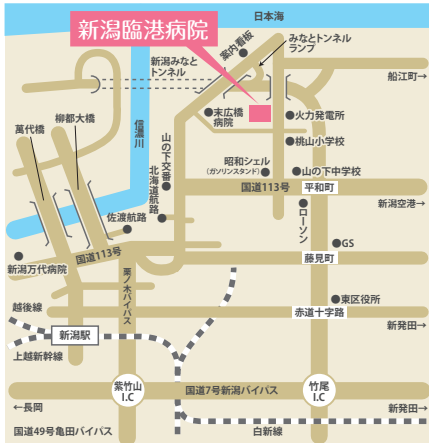 日本海
新潟臨港病院
案内看板
みなとトンネル
ランプ
新潟みなと
トンネル
船江町→
末広橋
病院
火力発電所
柳都大橋
萬代橋
信濃川
山の下交番
桃山小学校
昭和シェル
(ガソリンスタンド)
山の下中学校
北海道航路
国道113号
平和町
新潟空港→
佐渡航路
ローソン
GS
国道113号
藤見町
新潟万代病院
栗ノ木バイパス
越後線
東区役所
赤道十字路
新発田→
新潟駅
上越新幹線
紫竹山
I.C
国道7号新潟バイパス
竹尾
I.C
←長岡
新発田→
国道49号亀田バイパス
白新線